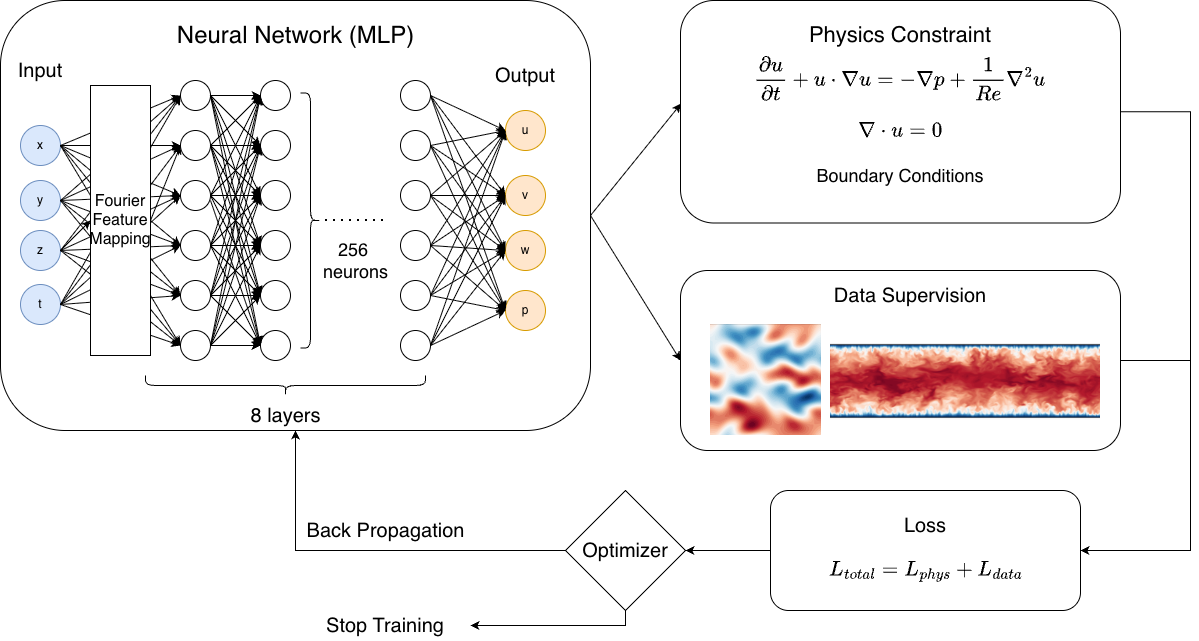 Neural Network (MLP)
Input
Output
x
y
z
t
Fourier
Feature
Mapping
256
neurons
u
v
w
p
8 layers
Physics Constraint
∂u/∂t + u · ∇u = −∇p + 1/Re ∇²u
∇ · u = 0
Boundary Conditions
Data Supervision
Loss
L_total = L_phys + L_data
Optimizer
Back Propagation
Stop Training